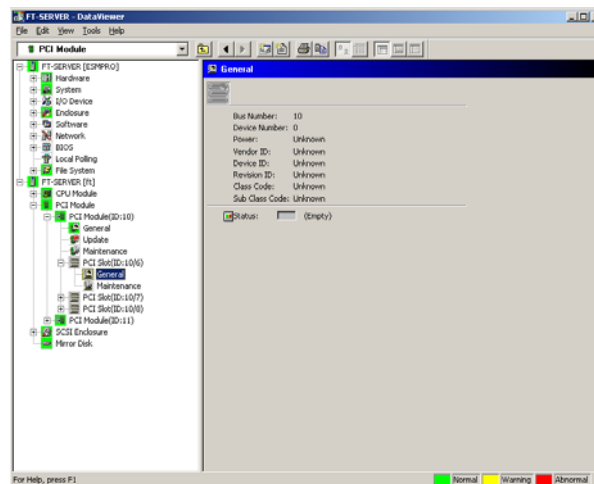 FT-SERVER - DataViewer
File Edit View Tools Help
PCI Module
FT-SERVER [ESMPRO]
Hardware
System
I/O Device
Enclosure
Software
Network
BIOS
Local Polling
File System
FT-SERVER [ft]
CPU Module
PCI Module
PCI Module(ID:10)
General
Update
Maintenance
PCI Slot(ID:10/6)
General
Maintenance
PCI Slot(ID:10/7)
PCI Slot(ID:10/8)
PCI Module(ID:11)
SCSI Enclosure
Mirror Disk
General
Bus Number: 10
Device Number: 0
Power: Unknown
Vendor ID: Unknown
Device ID: Unknown
Revision ID: Unknown
Class Code: Unknown
Sub Class Code: Unknown
Status: (Empty)
For Help, press F1
Normal Warning Abnormal